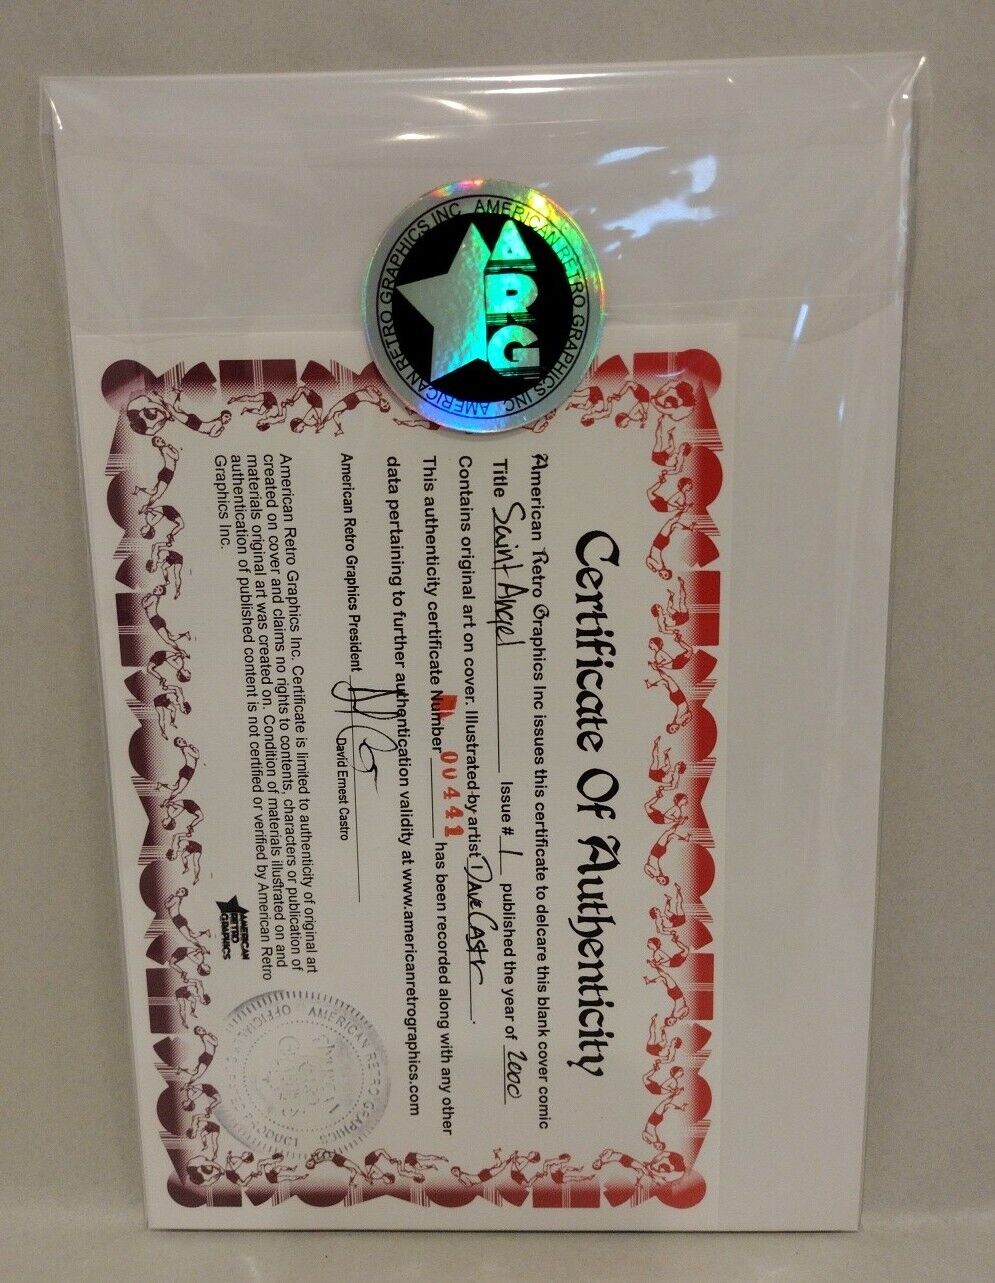 AMERICAN RETRO GRAPHICS INC. AMERICAN RETRO GRAPHICS INC.
ARG
Certificate Of Authenticity
American Retro Graphics Inc issues this certificate to delcare this blank cover comic
Title Saint Angel Issue # 1 published the year of 2000
Contains original art on cover. Illustrated by artist Dave Castr.
This authenticity certificate Number 00441 has been recorded along with any other
data pertaining to further authentication validity at www.americanretrographics.com
American Retro Graphics President
David Ernest Castro
American Retro Graphics Inc. Certificate is limited to authenticity of original art
created on cover and claims no rights to contents, characters or publication of
materials original art was created on. Condition of materials illustrated on and
authentication of published content is not certified or verified by American Retro
Graphics Inc.
AMERICAN
RETRO
GRAPHICS
AMERICAN RETRO GRAPHICS